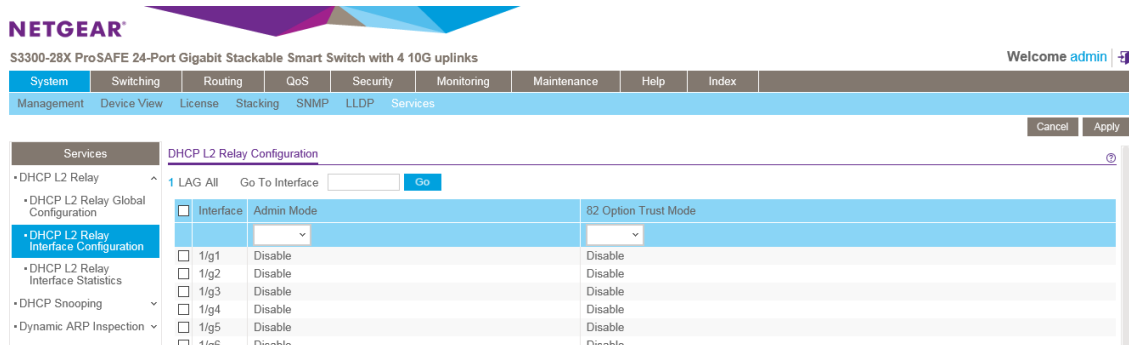 NETGEAR®
S3300-28X ProSAFE 24-Port Gigabit Stackable Smart Switch with 4 10G uplinks
Welcome admin
System Switching Routing QoS Security Monitoring Maintenance Help Index
Management Device View License Stacking SNMP LLDP Services
Cancel Apply
Services
DHCP L2 Relay Configuration
• DHCP L2 Relay
1 LAG All Go To Interface Go
• DHCP L2 Relay Global
Configuration
Interface Admin Mode 82 Option Trust Mode
• DHCP L2 Relay
Interface Configuration
• DHCP L2 Relay
Interface Statistics
• DHCP Snooping
• Dynamic ARP Inspection
1/g1 Disable Disable
1/g2 Disable Disable
1/g3 Disable Disable
1/g4 Disable Disable
1/g5 Disable Disable
1/g6 Disable Disable